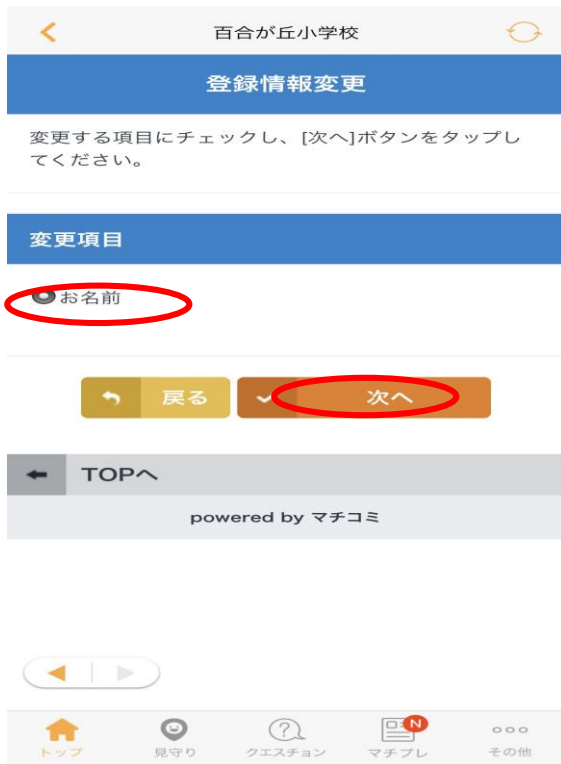 百合が丘小学校
登録情報変更
変更する項目にチェックし、[次へ]ボタンをタップし
てください。
変更項目
お名前
戻る
次へ
TOPへ
powered by マチコミ
N
トップ
見守り
クエスチョン
マチプレ
その他